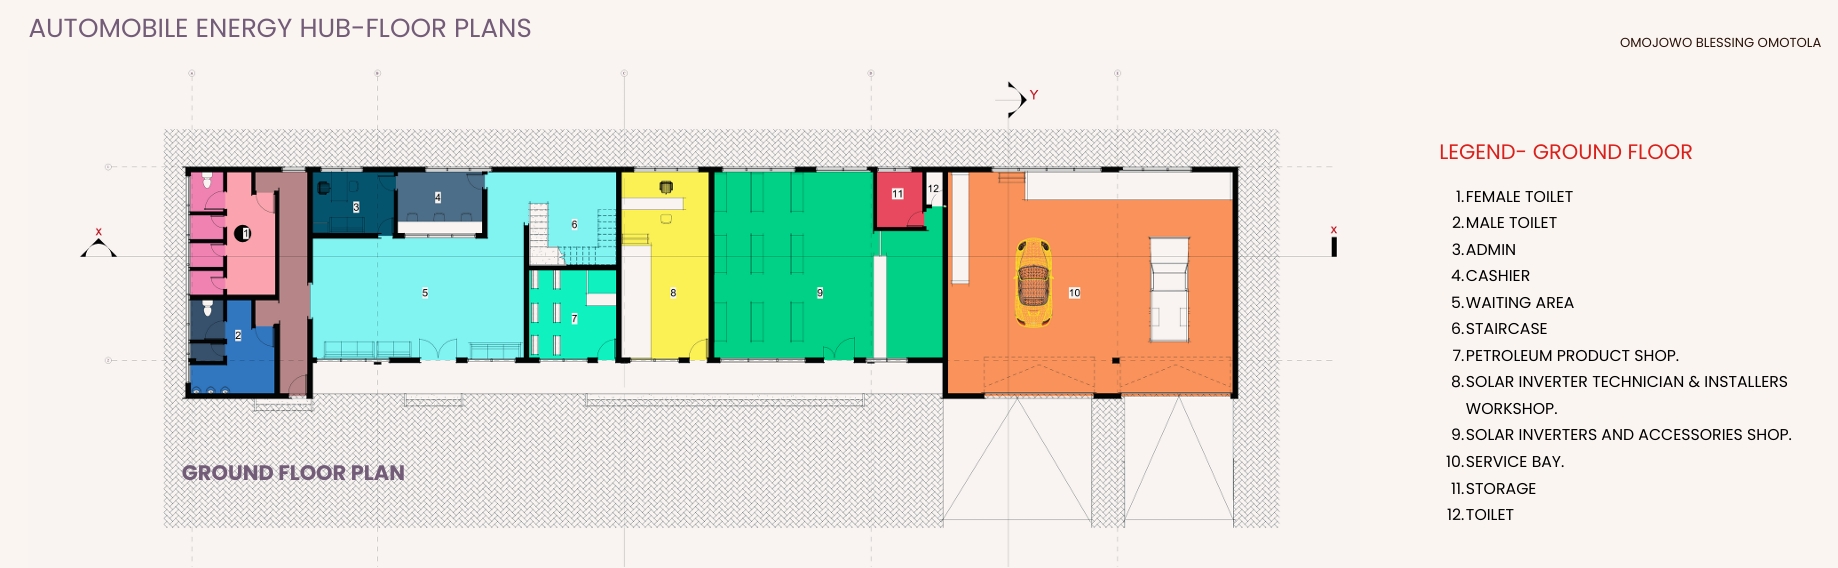 AUTOMOBILE ENERGY HUB-FLOOR PLANS
OMOJOWO BLESSING OMOTOLA
Y
LEGEND- GROUND FLOOR
1.FEMALE TOILET
2.MALE TOILET
3.ADMIN
4.CASHIER
5.WAITING AREA
6.STAIRCASE
7.PETROLEUM PRODUCT SHOP.
8.SOLAR INVERTER TECHNICIAN & INSTALLERS
WORKSHOP.
9.SOLAR INVERTERS AND ACCESSORIES SHOP.
10.SERVICE BAY.
11.STORAGE
12.TOILET
x
x
1
2
3
4
5
6
7
8
9
10
11
12
GROUND FLOOR PLAN